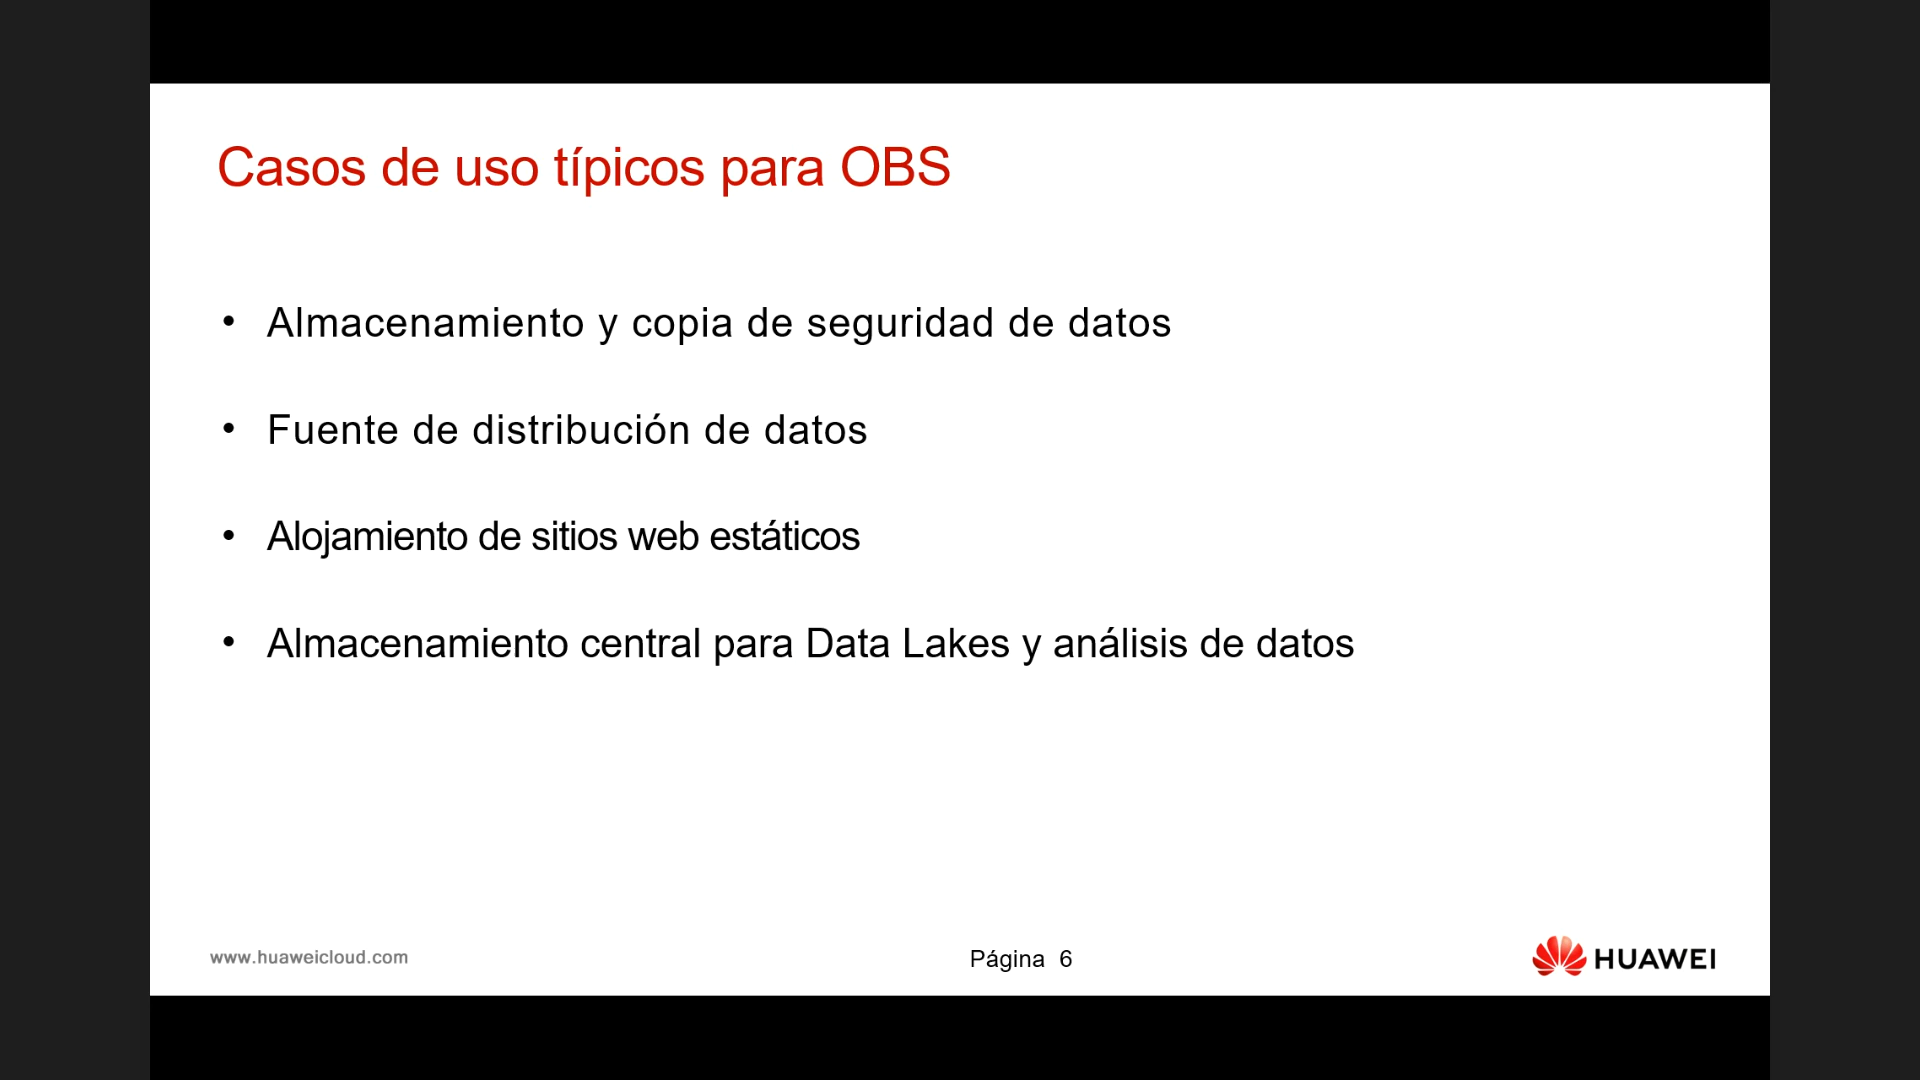 Casos de uso típicos para OBS
• Almacenamiento y copia de seguridad de datos
• Fuente de distribución de datos
• Alojamiento de sitios web estáticos
• Almacenamiento central para Data Lakes y análisis de datos
www.huaweicloud.com
Página 6
HUAWEI